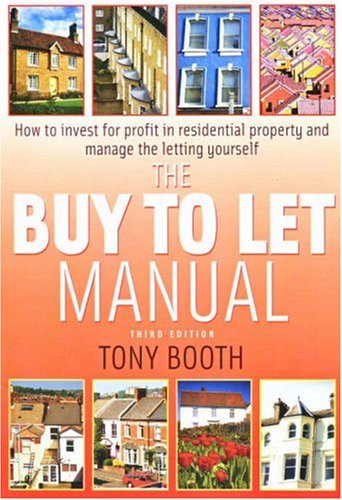 How to invest for profit in residential property and
manage the letting yourself
THE
BUY TO LET
MANUAL
THIRD EDITION
TONY BOOTH